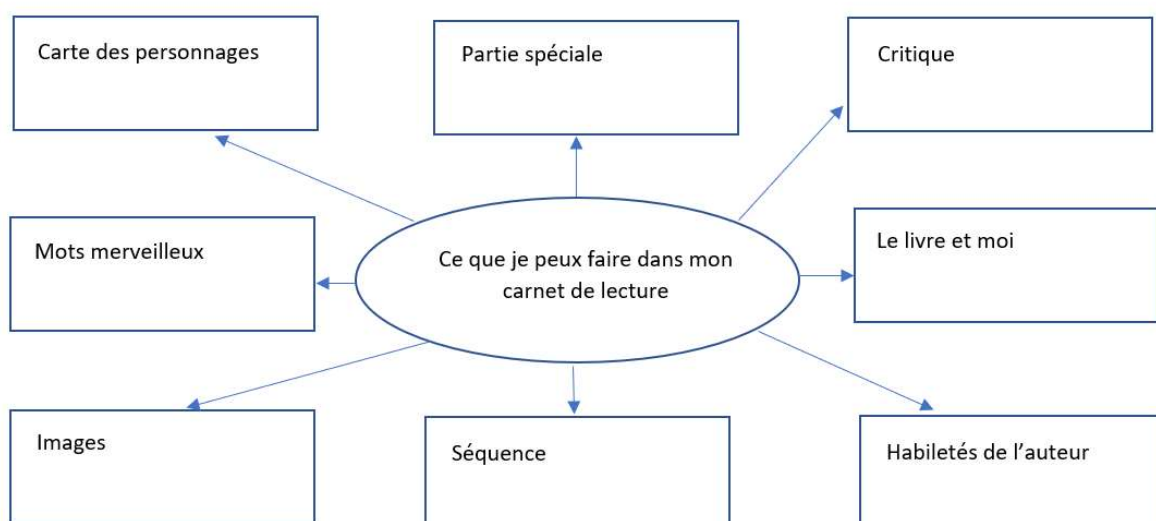 Carte des personnages
Partie spéciale
Critique
Mots merveilleux
Ce que je peux faire dans mon
carnet de lecture
Le livre et moi
Images
Séquence
Habiletés de l’auteur